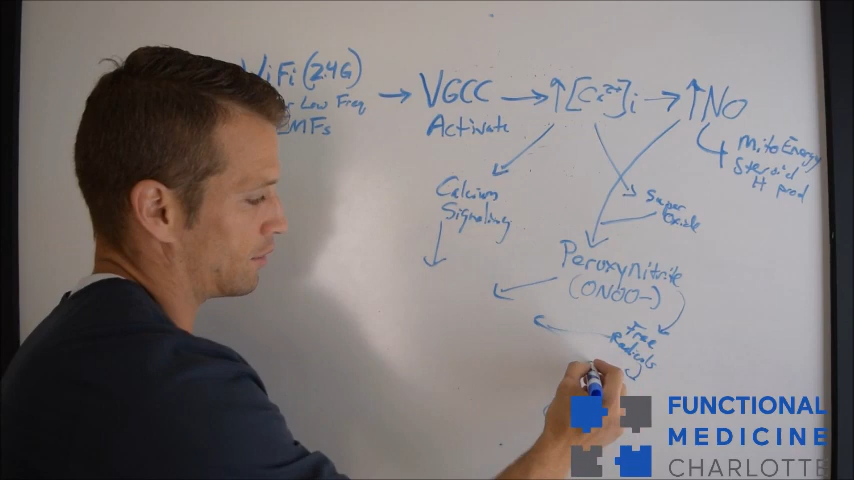 WiFi (2.4G)
Low Freq
EMFs
VGCC
Activate
↑[Ca2+]i
↑NO
Mito Energy
Steroid
H prod
Calcium
Signaling
Super
Oxide
Peroxynitrite
(ONOO-)
Free
Radicals
FUNCTIONAL
MEDICINE
CHARLOTTE